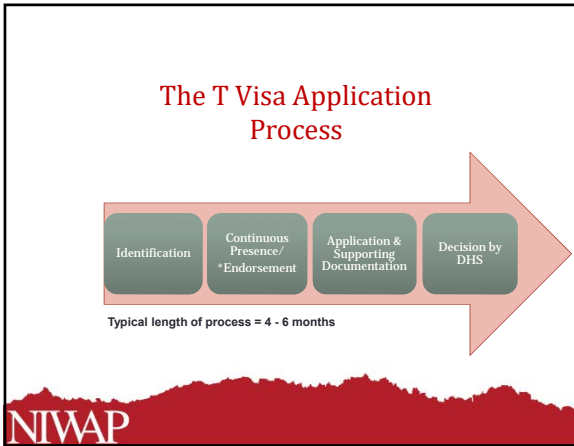 The T Visa Application
Process
Identification
Continuous
Presence/
*Endorsement
Application &
Supporting
Documentation
Decision by
DHS
Typical length of process = 4 - 6 months
NIWAP